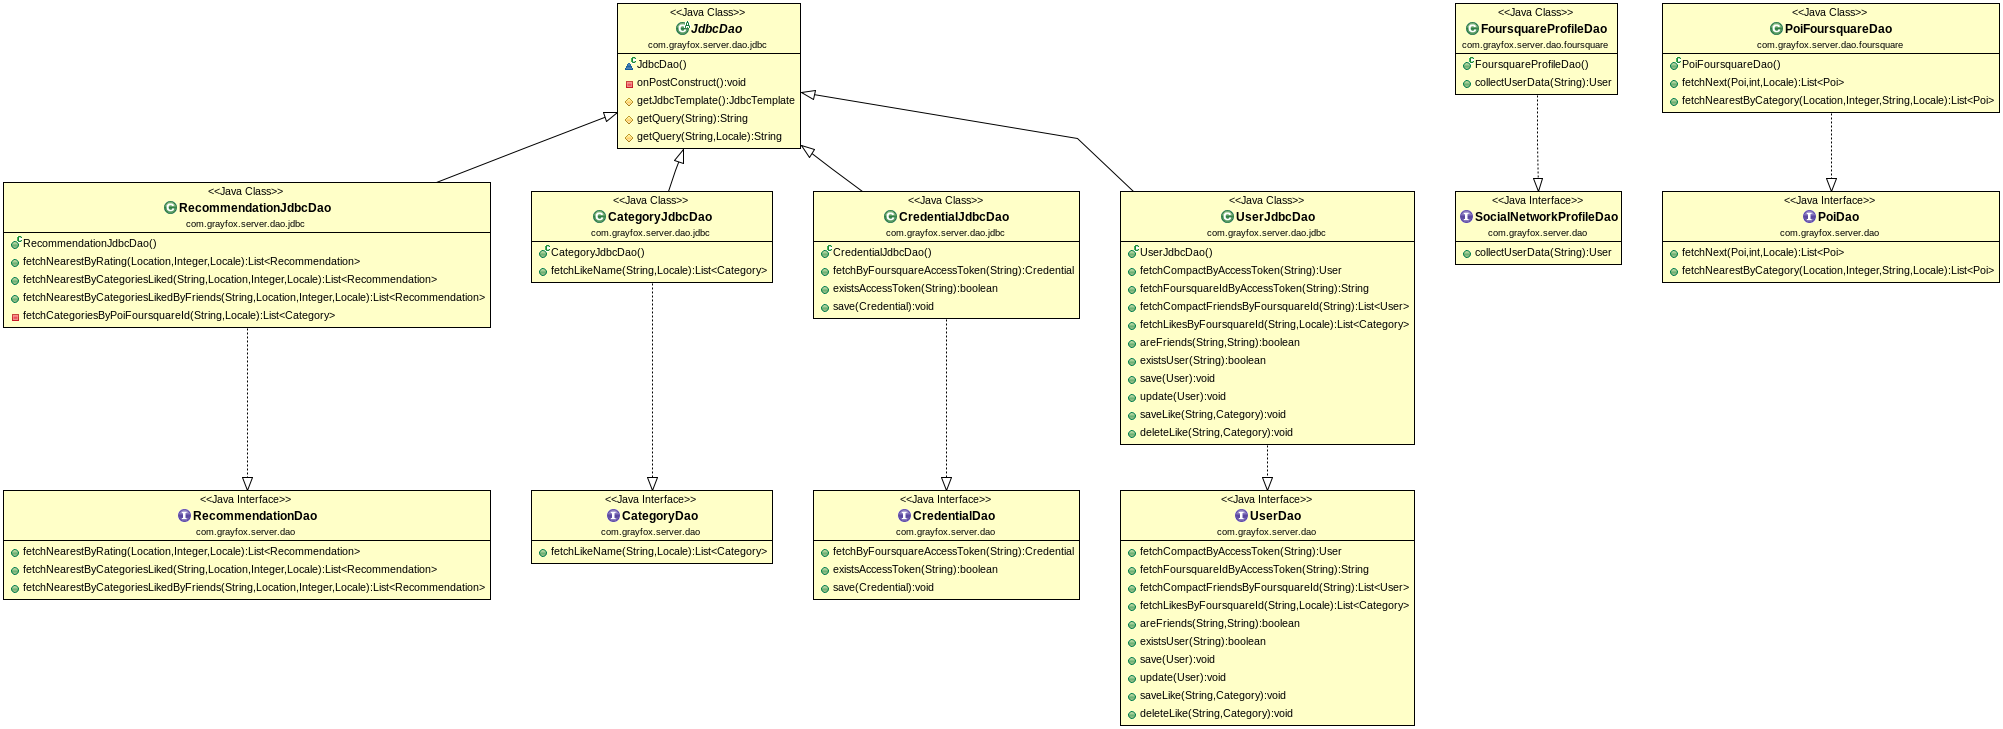 <<Java Class>>
JdbcDao
com.grayfox.server.dao.jdbc
JdbcDao()
onPostConstruct():void
getJdbcTemplate():JdbcTemplate
getQuery(String):String
getQuery(String,Locale):String
<<Java Class>>
FoursquareProfileDao
com.grayfox.server.dao.foursquare
FoursquareProfileDao()
collectUserData(String):User
<<Java Class>>
PoiFoursquareDao
com.grayfox.server.dao.foursquare
PoiFoursquareDao()
fetchNext(Poi,int,Locale):List<Poi>
fetchNearestByCategory(Location,Integer,String,Locale):List<Poi>
<<Java Class>>
RecommendationJdbcDao
com.grayfox.server.dao.jdbc
RecommendationJdbcDao()
fetchNearestByRating(Location,Integer,Locale):List<Recommendation>
fetchNearestByCategoriesLiked(String,Location,Integer,Locale):List<Recommendation>
fetchNearestByCategoriesLikedByFriends(String,Location,Integer,Locale):List<Recommendation>
fetchCategoriesByPoiFoursquareId(String,Locale):List<Category>
<<Java Class>>
CategoryJdbcDao
com.grayfox.server.dao.jdbc
CategoryJdbcDao()
fetchLikeName(String,Locale):List<Category>
<<Java Class>>
CredentialJdbcDao
com.grayfox.server.dao.jdbc
CredentialJdbcDao()
fetchByFoursquareAccessToken(String):Credential
existsAccessToken(String):boolean
save(Credential):void
<<Java Class>>
UserJdbcDao
com.grayfox.server.dao.jdbc
UserJdbcDao()
fetchCompactByAccessToken(String):User
fetchFoursquareIdByAccessToken(String):String
fetchCompactFriendsByFoursquareId(String):List<User>
fetchLikesByFoursquareId(String,Locale):List<Category>
areFriends(String,String):boolean
existsUser(String):boolean
save(User):void
update(User):void
saveLike(String,Category):void
deleteLike(String,Category):void
<<Java Interface>>
SocialNetworkProfileDao
com.grayfox.server.dao
collectUserData(String):User
<<Java Interface>>
PoiDao
com.grayfox.server.dao
fetchNext(Poi,int,Locale):List<Poi>
fetchNearestByCategory(Location,Integer,String,Locale):List<Poi>
<<Java Interface>>
RecommendationDao
com.grayfox.server.dao
fetchNearestByRating(Location,Integer,Locale):List<Recommendation>
fetchNearestByCategoriesLiked(String,Location,Integer,Locale):List<Recommendation>
fetchNearestByCategoriesLikedByFriends(String,Location,Integer,Locale):List<Recommendation>
<<Java Interface>>
CategoryDao
com.grayfox.server.dao
fetchLikeName(String,Locale):List<Category>
<<Java Interface>>
CredentialDao
com.grayfox.server.dao
fetchByFoursquareAccessToken(String):Credential
existsAccessToken(String):boolean
save(Credential):void
<<Java Interface>>
UserDao
com.grayfox.server.dao
fetchCompactByAccessToken(String):User
fetchFoursquareIdByAccessToken(String):String
fetchCompactFriendsByFoursquareId(String):List<User>
fetchLikesByFoursquareId(String,Locale):List<Category>
areFriends(String,String):boolean
existsUser(String):boolean
save(User):void
update(User):void
saveLike(String,Category):void
deleteLike(String,Category):void